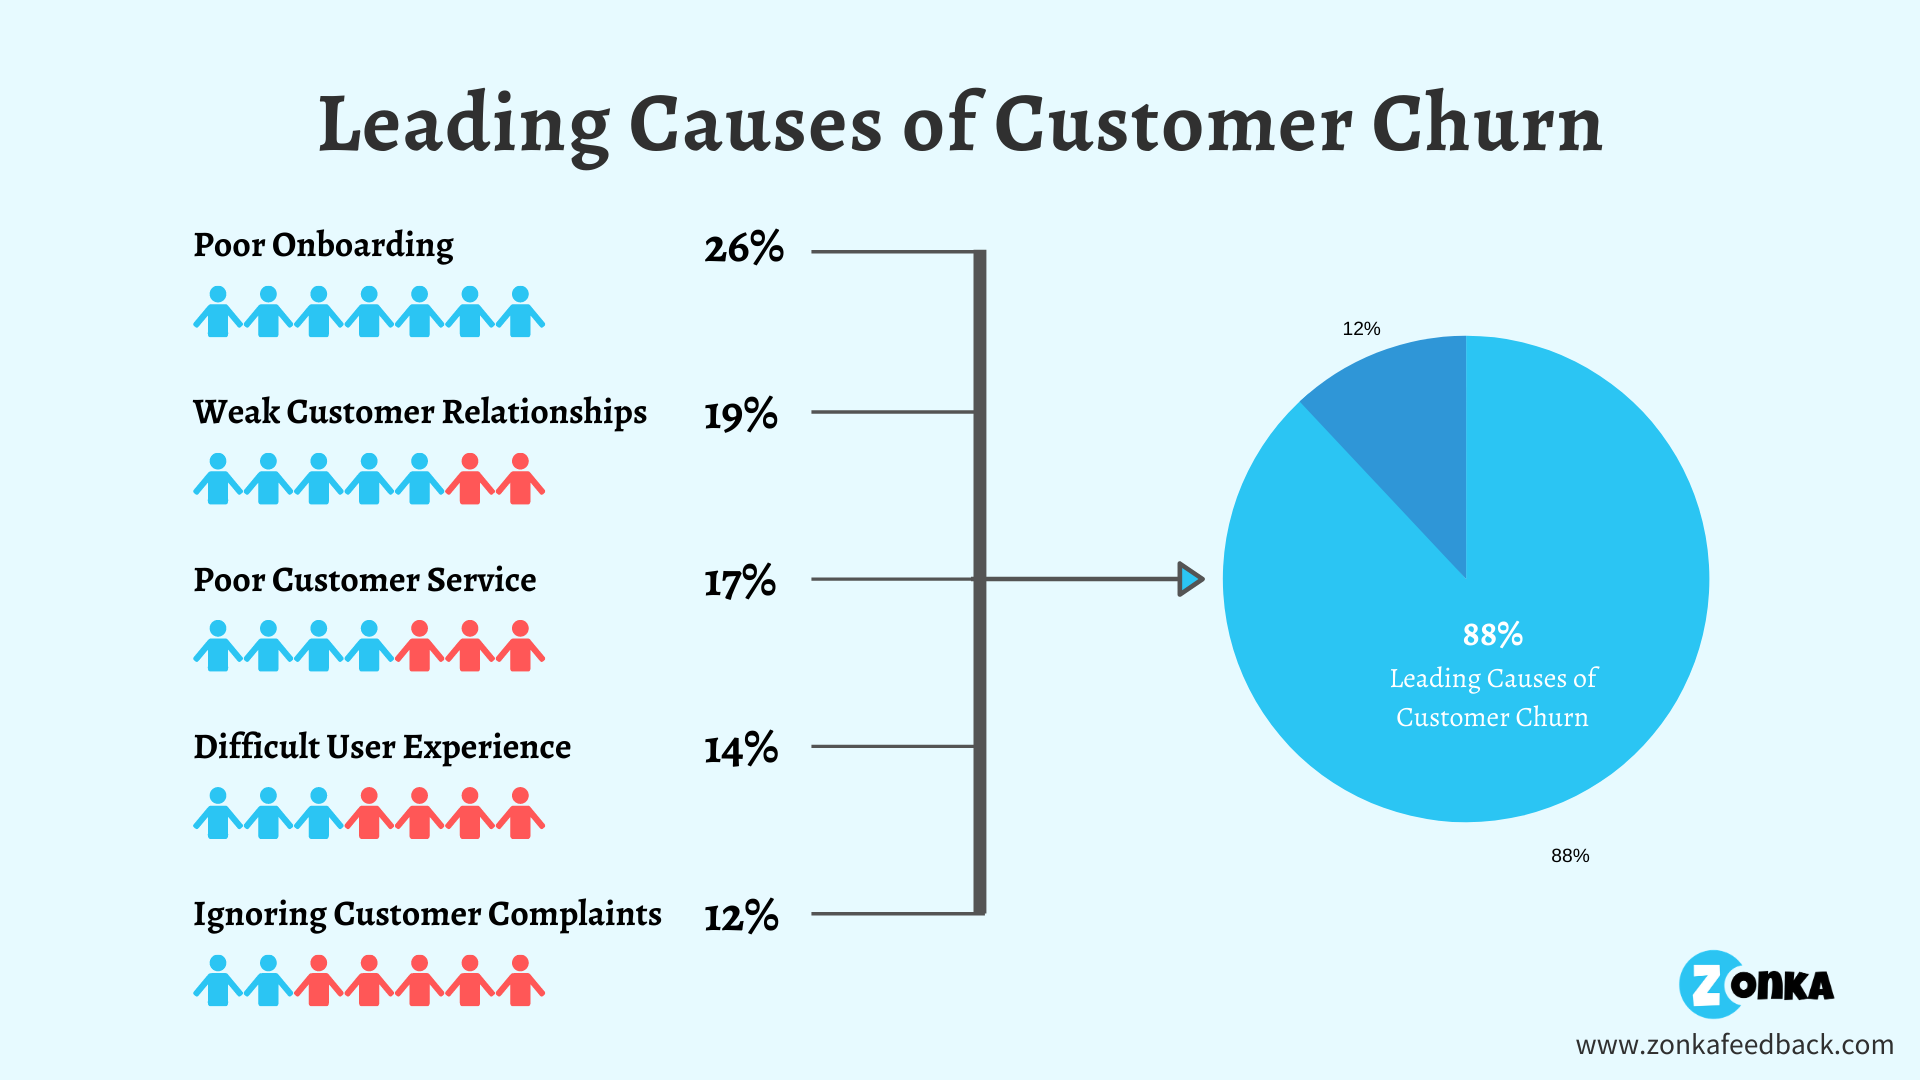 Leading Causes of Customer Churn
Poor Onboarding 26%
Weak Customer Relationships 19%
Poor Customer Service 17%
Difficult User Experience 14%
Ignoring Customer Complaints 12%
12%
88%
Leading Causes of
Customer Churn
88%
ZONKA
www.zonkafeedback.com